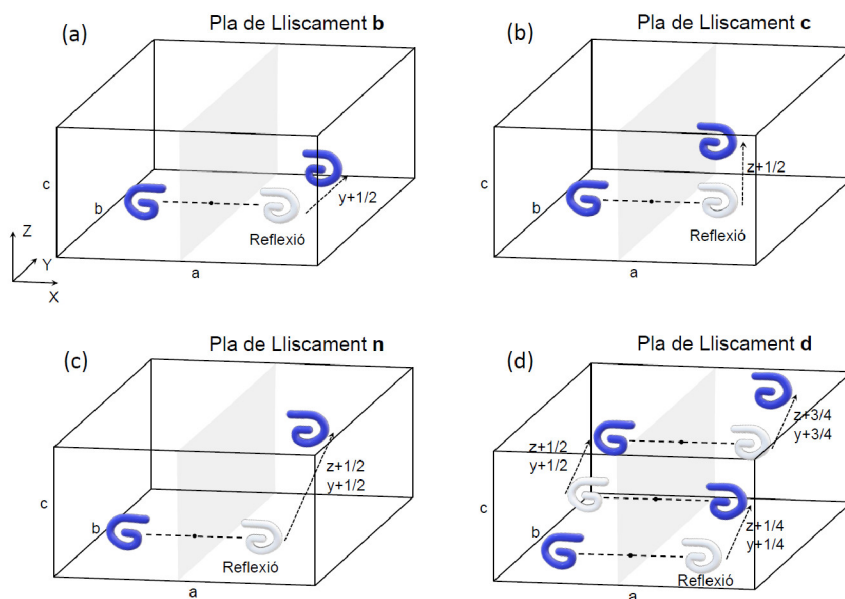 (a)
Pla de Lliscament b
c
b
y+1/2
Reflexió
a
Z
Y
X
(b)
Pla de Lliscament c
c
b
z+1/2
Reflexió
a
(c)
Pla de Lliscament n
c
b
z+1/2
y+1/2
Reflexió
a
(d)
Pla de Lliscament d
z+3/4
y+3/4
z+1/2
y+1/2
c
b
z+1/4
y+1/4
Reflexió
a